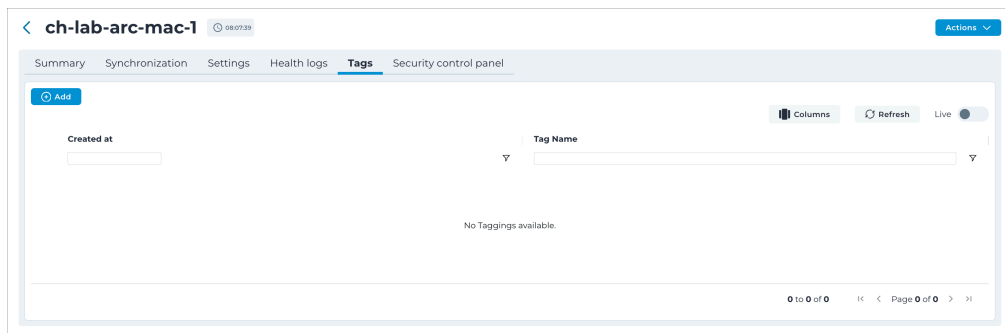 ch-lab-arc-mac-1 08:07:39 Actions
Summary Synchronization Settings Health logs Tags Security control panel
Add
Columns Refresh Live
Created at Tag Name
No Taggings available.
0 to 0 of 0 Page 0 of 0